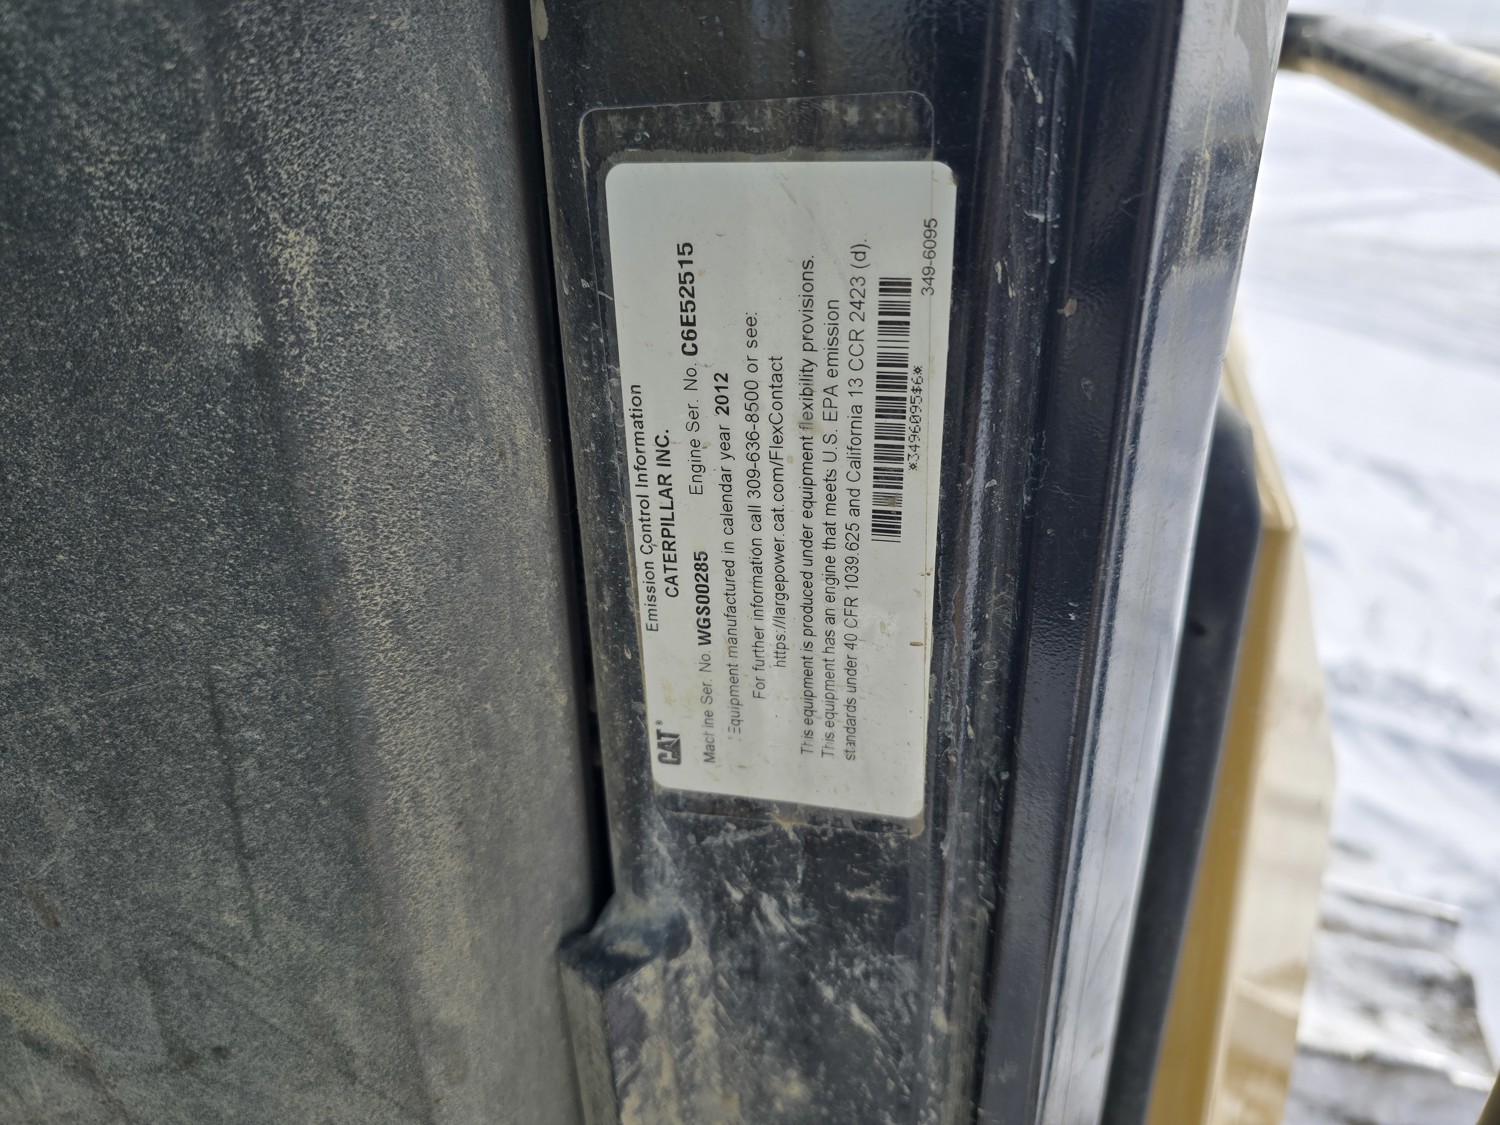 Emission Control Information
CAT® CATERPILLAR INC.
Machine Ser. No. WGS00285 Engine Ser. No. C6E52515
Equipment manufactured in calendar year 2012
For further information call 309-636-8500 or see:
https://largepower.cat.com/FlexContact
This equipment is produced under equipment flexibility provisions.
This equipment has an engine that meets U.S. EPA emission
standards under 40 CFR 1039.625 and California 13 CCR 2423 (d).
*3496095$6*
349-6095